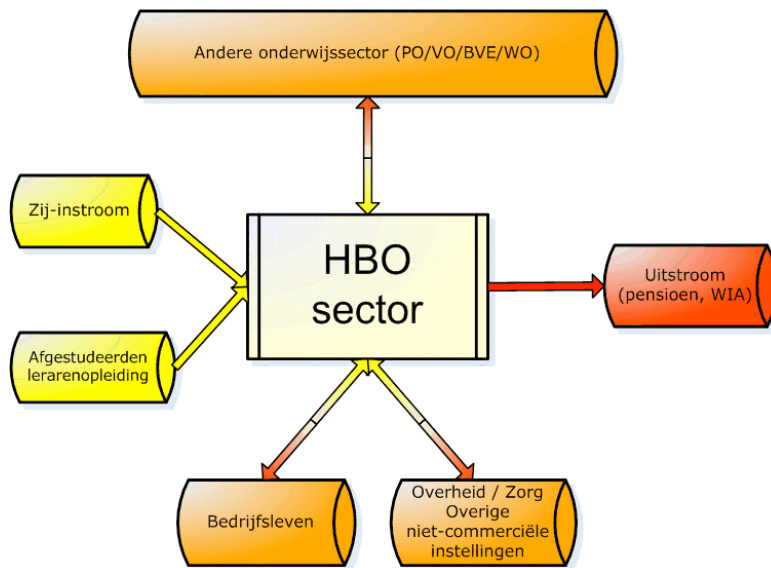 Andere onderwijssector (PO/VO/BVE/WO)
Zij-instroom
HBO
sector
Uitstroom
(pensioen, WIA)
Afgestudeerden
lerarenopleiding
Bedrijfsleven
Overheid / Zorg
Overige
niet-commerciële
instellingen